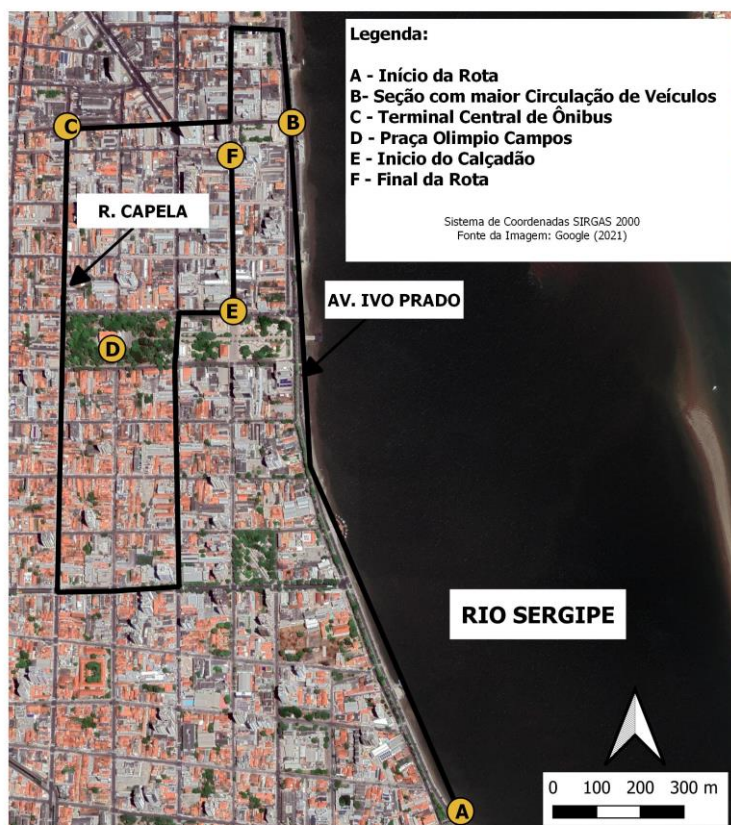 Legenda:
A - Início da Rota
B- Seção com maior Circulação de Veículos
C - Terminal Central de Ônibus
D - Praça Olimpio Campos
E - Inicio do Calçadão
F - Final da Rota
Sistema de Coordenadas SIRGAS 2000
Fonte da Imagem: Google (2021)
C
B
F
R. CAPELA
E
AV. IVO PRADO
D
RIO SERGIPE
0 100 200 300 m
A